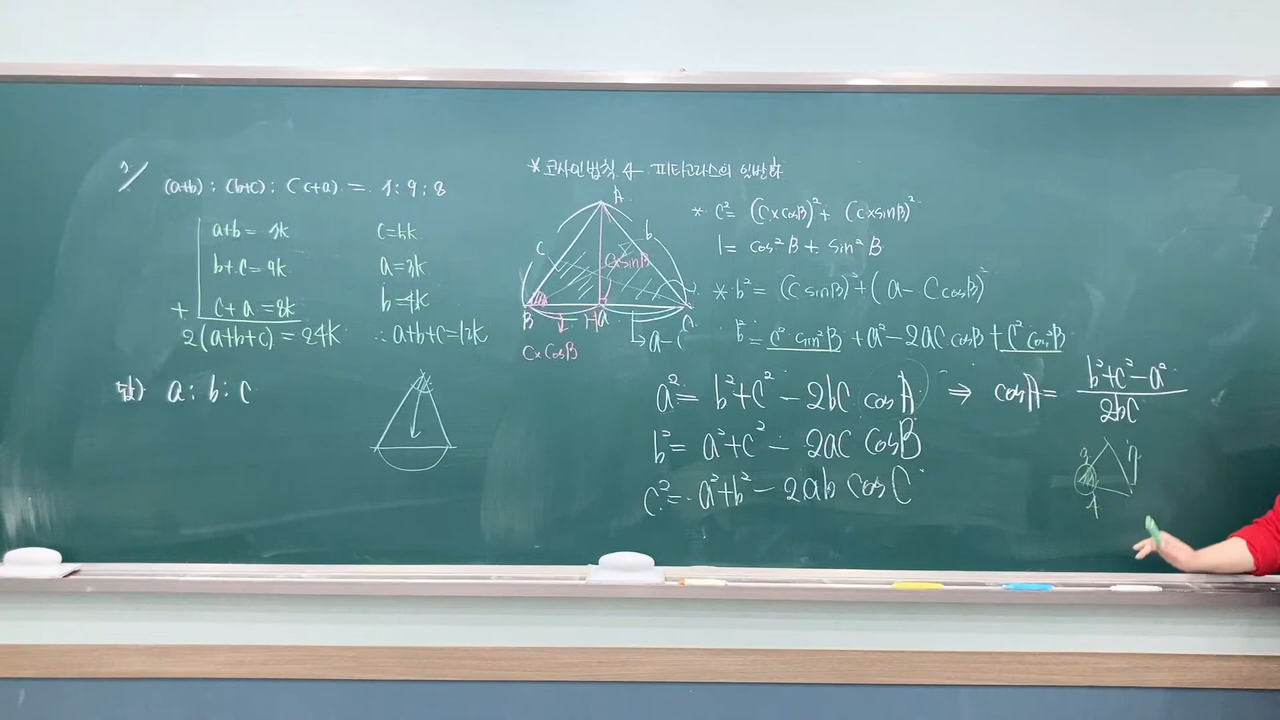 (a+b) : (b+c) : (c+a) = 7 : 9 : 8
a+b = 7k
b+c = 9k
+ c+a = 8k
2(a+b+c) = 24k ∴ a+b+c = 12k
c = 5k
a = 3k
b = 4k
답) a : b : c
* 코사인법칙 피타고라스의 일반화
A
c
b
c×sinB
B
H
a
C
c×cosB
a-c
* c² = (c×cosB)² + (c×sinB)²
1 = cos²B + sin²B
* b² = (c sinB)² + (a - c cosB)²
b² = c² sin²B + a² - 2ac cosB + c² cos²B
a² = b² + c² - 2bc cosA ⇒ cosA = (b²+c²-a²)/2bc
b² = a² + c² - 2ac cosB
c² = a² + b² - 2ab cosC